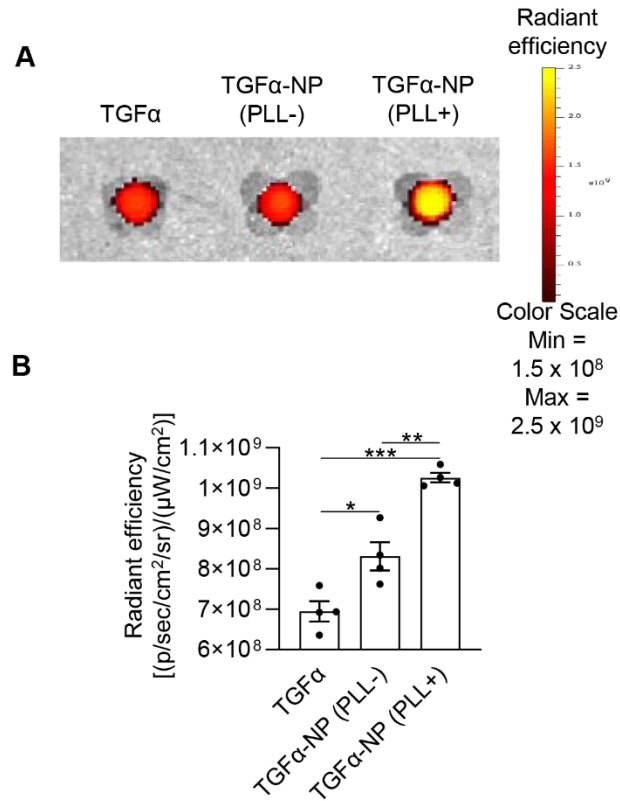 A
TGFα
TGFα-NP
(PLL-)
TGFα-NP
(PLL+)
Radiant
efficiency
2.5
2.0
1.5
x10⁹
1.0
0.5
Color Scale
Min =
1.5 x 10⁸
Max =
2.5 x 10⁹
B
Radiant efficiency
[(p/sec/cm²/sr)/(μW/cm²)]
1.1×10⁹
1×10⁹
9×10⁸
8×10⁸
7×10⁸
6×10⁸
**
***
*
TGFα
TGFα-NP (PLL-)
TGFα-NP (PLL+)